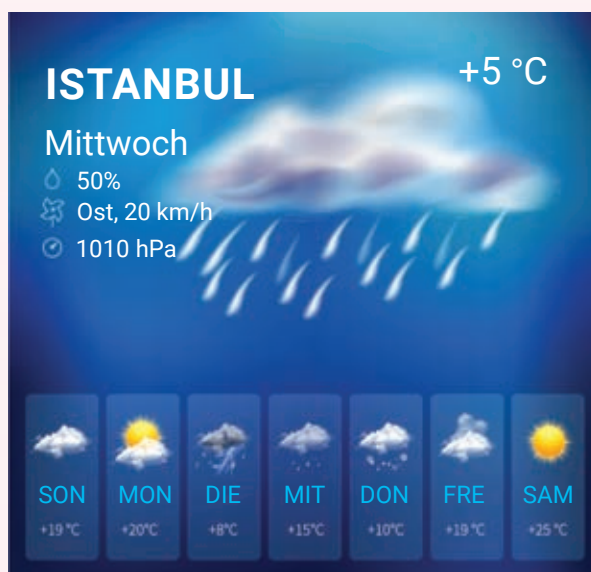 ISTANBUL
+5 °C
Mittwoch
50%
Ost, 20 km/h
1010 hPa
SON MON DIE MIT DON FRE SAM
+19 °C +20°C +8°C +15°C +10°C +19 °C +25 °C